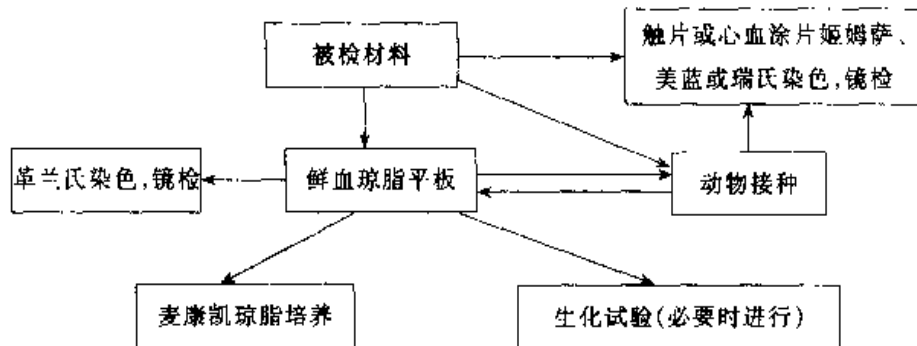 被检材料
触片或心血涂片姬姆萨、
美蓝或瑞氏染色,镜检
革兰氏染色,镜检
鲜血琼脂平板
动物接种
麦康凯琼脂培养
生化试验(必要时进行)